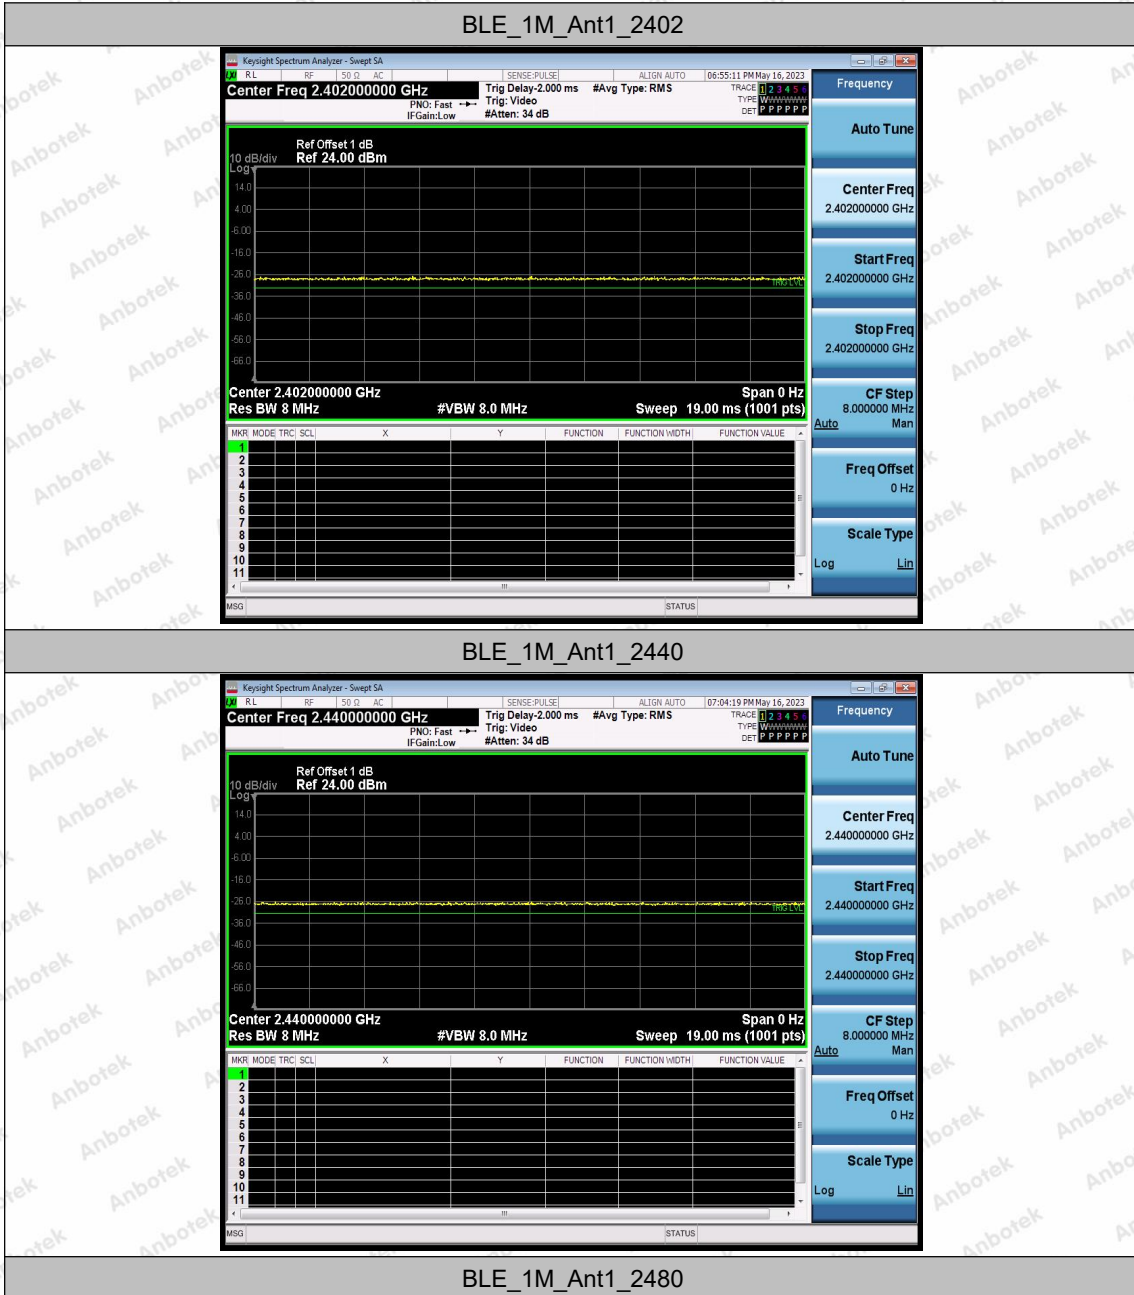 BLE_1M_Ant1_2402
Keysight Spectrum Analyzer - Swept SA
LXI RL RF 50 Ω AC SENSE:PULSE ALIGN AUTO 06:55:11 PM May 16, 2023
Center Freq 2.402000000 GHz Trig Delay-2.000 ms #Avg Type: RMS TRACE 1 2 3 4 5 6
PNO: Fast Trig: Video TYPE WWWWWW
IFGain:Low #Atten: 34 dB DET P P P P P P
Ref Offset 1 dB
10 dB/div Ref 24.00 dBm
Log
14.0
4.00
-6.00
-16.0
-26.0
TRIG LVL
-36.0
-46.0
-56.0
-66.0
Center 2.402000000 GHz Span 0 Hz
Res BW 8 MHz #VBW 8.0 MHz Sweep 19.00 ms (1001 pts)
MKR MODE TRC SCL X Y FUNCTION FUNCTION WIDTH FUNCTION VALUE
1
2
3
4
5
6
7
8
9
10
11
MSG STATUS
Frequency
Auto Tune
Center Freq
2.402000000 GHz
Start Freq
2.402000000 GHz
Stop Freq
2.402000000 GHz
CF Step
8.000000 MHz
Auto Man
Freq Offset
0 Hz
Scale Type
Log Lin
BLE_1M_Ant1_2440
Keysight Spectrum Analyzer - Swept SA
LXI RL RF 50 Ω AC SENSE:PULSE ALIGN AUTO 07:04:19 PM May 16, 2023
Center Freq 2.440000000 GHz Trig Delay-2.000 ms #Avg Type: RMS TRACE 1 2 3 4 5 6
PNO: Fast Trig: Video TYPE WWWWWW
IFGain:Low #Atten: 34 dB DET P P P P P P
Ref Offset 1 dB
10 dB/div Ref 24.00 dBm
Log
14.0
4.00
-6.00
-16.0
-26.0
TRIG LVL
-36.0
-46.0
-56.0
-66.0
Center 2.440000000 GHz Span 0 Hz
Res BW 8 MHz #VBW 8.0 MHz Sweep 19.00 ms (1001 pts)
MKR MODE TRC SCL X Y FUNCTION FUNCTION WIDTH FUNCTION VALUE
1
2
3
4
5
6
7
8
9
10
11
MSG STATUS
Frequency
Auto Tune
Center Freq
2.440000000 GHz
Start Freq
2.440000000 GHz
Stop Freq
2.440000000 GHz
CF Step
8.000000 MHz
Auto Man
Freq Offset
0 Hz
Scale Type
Log Lin
BLE_1M_Ant1_2480